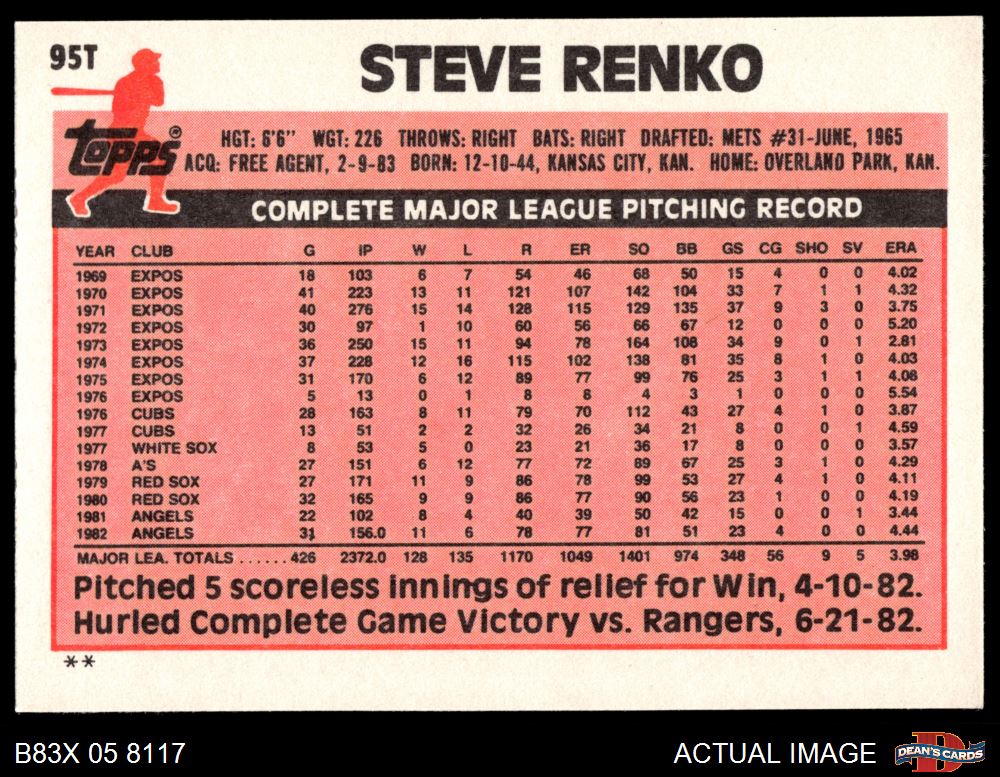 95T
STEVE RENKO
Topps ®
HGT: 6'6" WGT: 226 THROWS: RIGHT BATS: RIGHT DRAFTED: METS #31-JUNE, 1965
ACQ: FREE AGENT, 2-9-83 BORN: 12-10-44, KANSAS CITY, KAN. HOME: OVERLAND PARK, KAN.
COMPLETE MAJOR LEAGUE PITCHING RECORD
YEAR CLUB G IP W L R ER SO BB GS CG SHO SV ERA
1969 EXPOS 18 103 6 7 54 46 68 50 15 4 0 0 4.02
1970 EXPOS 41 223 13 11 121 107 142 104 33 7 1 1 4.32
1971 EXPOS 40 276 15 14 128 115 129 135 37 9 3 0 3.75
1972 EXPOS 30 97 1 10 60 56 66 67 12 0 0 0 5.20
1973 EXPOS 36 250 15 11 94 78 164 108 34 9 0 1 2.81
1974 EXPOS 37 228 12 16 115 102 138 81 35 8 1 0 4.03
1975 EXPOS 31 170 6 12 89 77 99 76 25 3 1 1 4.08
1976 EXPOS 5 13 0 1 8 8 4 3 1 0 0 0 5.54
1976 CUBS 28 163 8 11 79 70 112 43 27 4 1 0 3.87
1977 CUBS 13 51 2 2 32 26 34 21 8 0 0 1 4.59
1977 WHITE SOX 8 53 5 0 23 21 36 17 8 0 0 0 3.57
1978 A'S 27 151 6 12 77 72 89 67 25 3 1 0 4.29
1979 RED SOX 27 171 11 9 86 78 99 53 27 4 1 0 4.11
1980 RED SOX 32 165 9 9 86 77 90 56 23 1 0 0 4.19
1981 ANGELS 22 102 8 4 40 39 50 42 15 0 0 1 3.44
1982 ANGELS 31 156.0 11 6 78 77 81 51 23 4 0 0 4.44
MAJOR LEA. TOTALS ...... 426 2372.0 128 135 1170 1049 1401 974 348 56 9 5 3.98
Pitched 5 scoreless innings of relief for Win, 4-10-82.
Hurled Complete Game Victory vs. Rangers, 6-21-82.
**
B83X 05 8117
ACTUAL IMAGE
D
DEAN'S CARDS